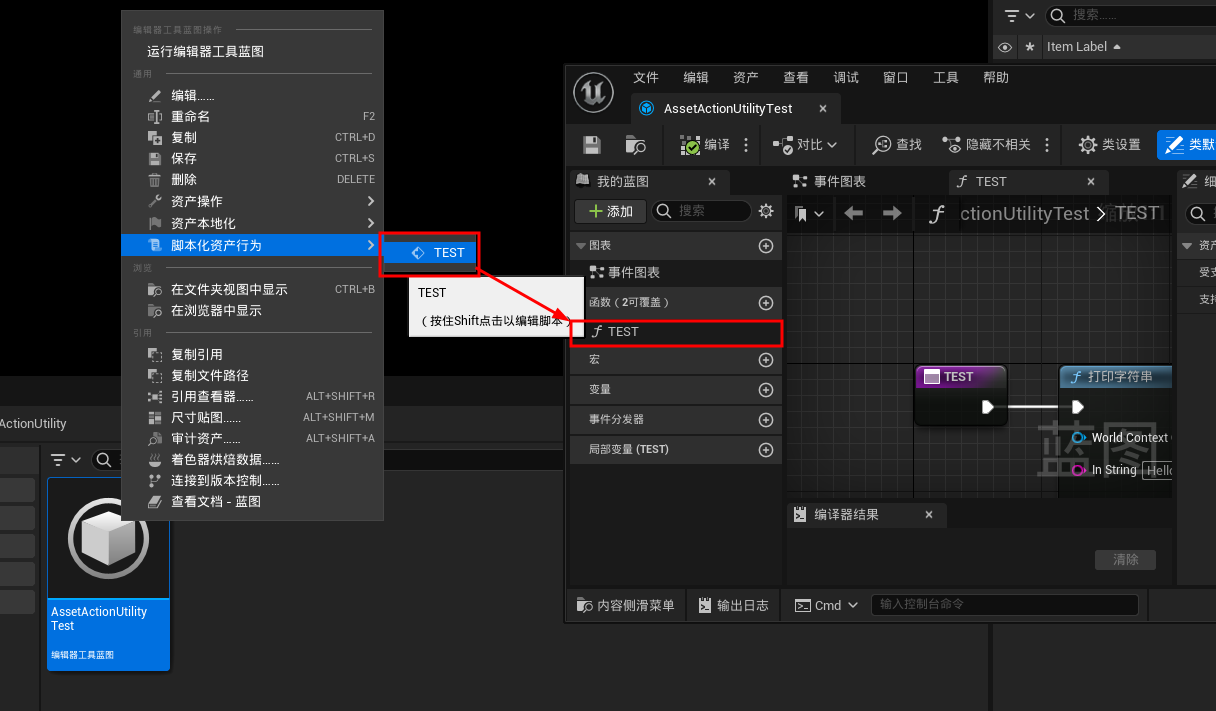 编辑器工具蓝图操作
运行编辑器工具蓝图
通用
编辑……
重命名 F2
复制 CTRL+D
保存 CTRL+S
删除 DELETE
资产操作
资产本地化
脚本化资产行为
浏览
在文件夹视图中显示 CTRL+B
在浏览器中显示
引用
复制引用
复制文件路径
引用查看器…… ALT+SHIFT+R
尺寸贴图…… ALT+SHIFT+M
审计资产…… ALT+SHIFT+A
着色器烘焙数据……
连接到版本控制……
查看文档 - 蓝图
TEST
TEST
（按住Shift点击以编辑脚本）
ActionUtility
AssetActionUtility
Test
编辑器工具蓝图
搜索……
Item Label
文件 编辑 资产 查看 调试 窗口 工具 帮助
AssetActionUtilityTest
编译 对比 查找 隐藏不相关 类设置 类默
我的蓝图
添加 搜索
图表
事件图表
函数（2可覆盖）
TEST
宏
变量
事件分发器
局部变量 (TEST)
事件图表 TEST
ctionUtilityTest > TEST
TEST
打印字符串
World Context
In String Hello
蓝图
编译器结果
清除
细
资产
受支
支持
内容侧滑菜单 输出日志 Cmd 输入控制台命令